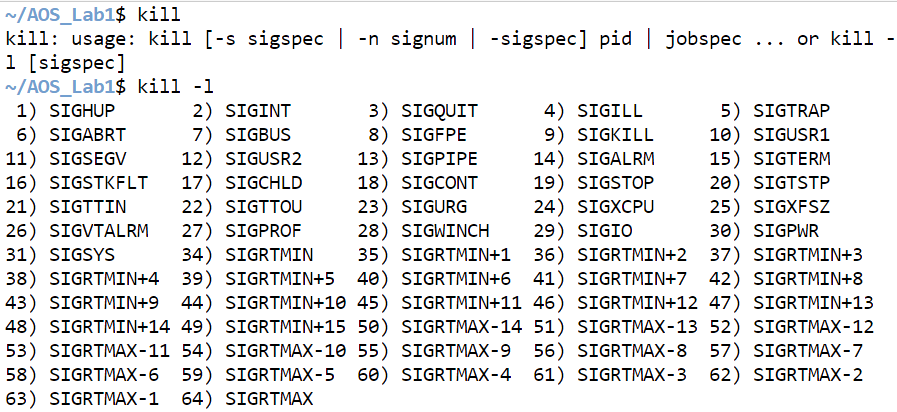 ~/AOS_Lab1$ kill
kill: usage: kill [-s sigspec | -n signum | -sigspec] pid | jobspec ... or kill -
l [sigspec]
~/AOS_Lab1$ kill -l
 1) SIGHUP       2) SIGINT       3) SIGQUIT      4) SIGILL       5) SIGTRAP
 6) SIGABRT      7) SIGBUS       8) SIGFPE       9) SIGKILL     10) SIGUSR1
11) SIGSEGV     12) SIGUSR2     13) SIGPIPE     14) SIGALRM     15) SIGTERM
16) SIGSTKFLT   17) SIGCHLD     18) SIGCONT     19) SIGSTOP     20) SIGTSTP
21) SIGTTIN     22) SIGTTOU     23) SIGURG      24) SIGXCPU     25) SIGXFSZ
26) SIGVTALRM   27) SIGPROF     28) SIGWINCH    29) SIGIO       30) SIGPWR
31) SIGSYS      34) SIGRTMIN    35) SIGRTMIN+1  36) SIGRTMIN+2  37) SIGRTMIN+3
38) SIGRTMIN+4  39) SIGRTMIN+5  40) SIGRTMIN+6  41) SIGRTMIN+7  42) SIGRTMIN+8
43) SIGRTMIN+9  44) SIGRTMIN+10 45) SIGRTMIN+11 46) SIGRTMIN+12 47) SIGRTMIN+13
48) SIGRTMIN+14 49) SIGRTMIN+15 50) SIGRTMAX-14 51) SIGRTMAX-13 52) SIGRTMAX-12
53) SIGRTMAX-11 54) SIGRTMAX-10 55) SIGRTMAX-9  56) SIGRTMAX-8  57) SIGRTMAX-7
58) SIGRTMAX-6  59) SIGRTMAX-5  60) SIGRTMAX-4  61) SIGRTMAX-3  62) SIGRTMAX-2
63) SIGRTMAX-1  64) SIGRTMAX